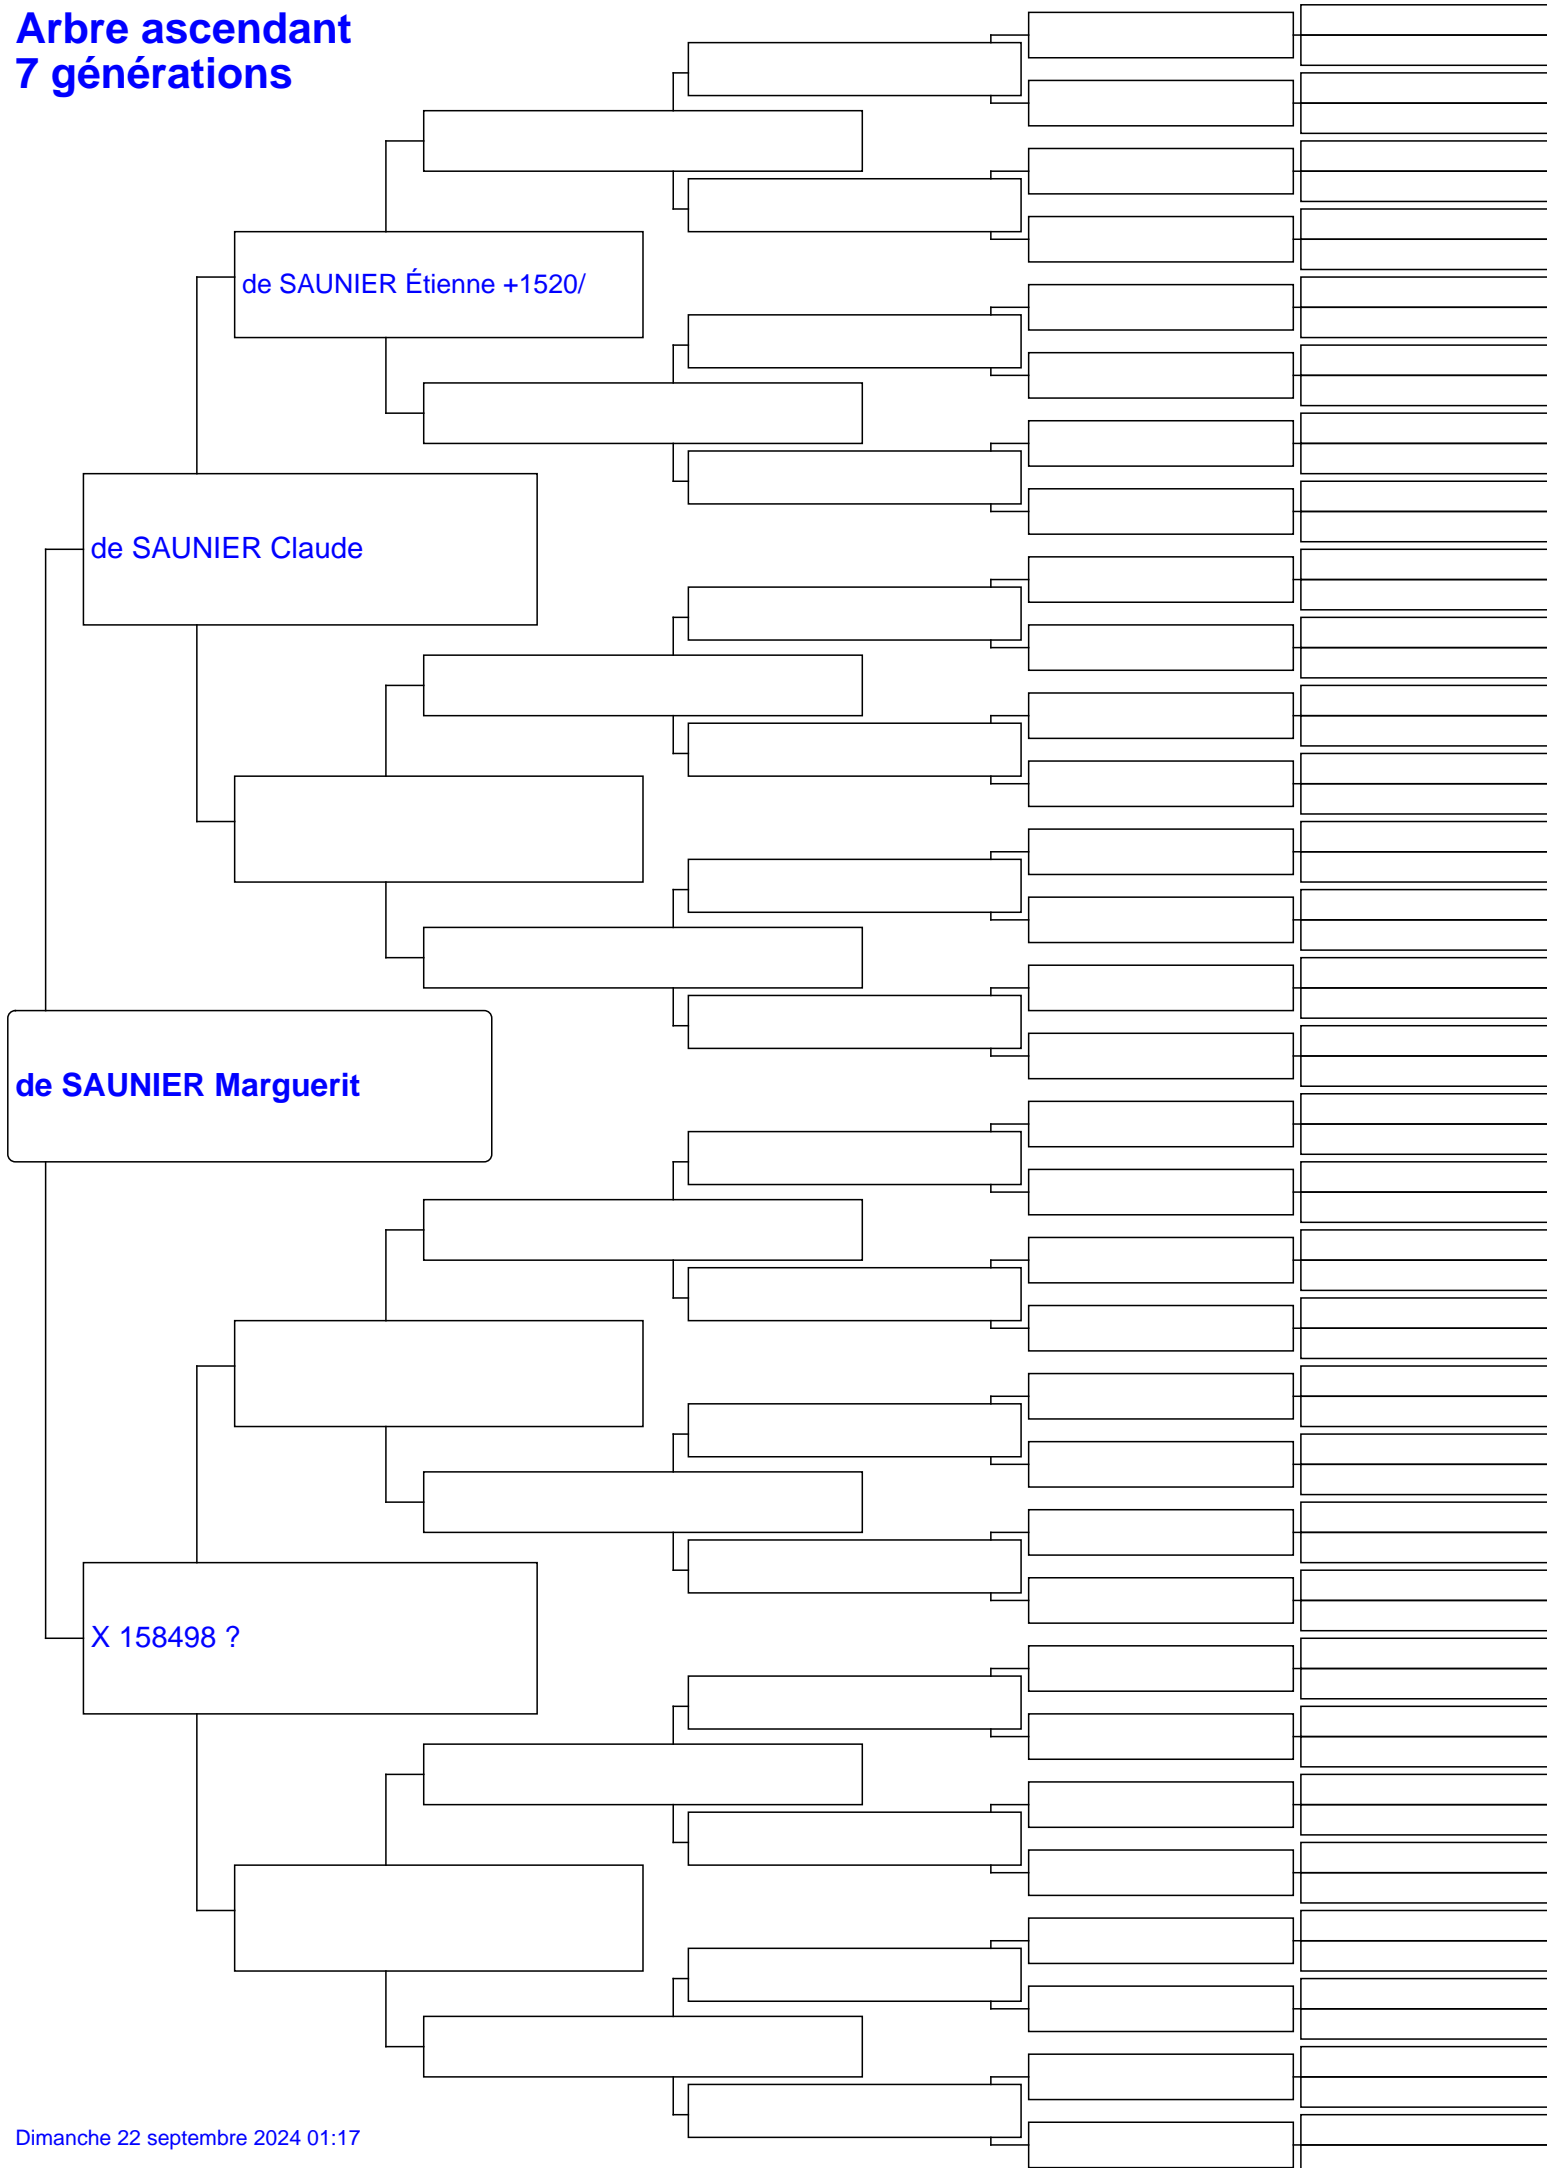 Arbre ascendant
7 générations
de SAUNIER Étienne +1520/
de SAUNIER Claude
de SAUNIER Marguerit
X 158498 ?
Dimanche 22 septembre 2024 01:17